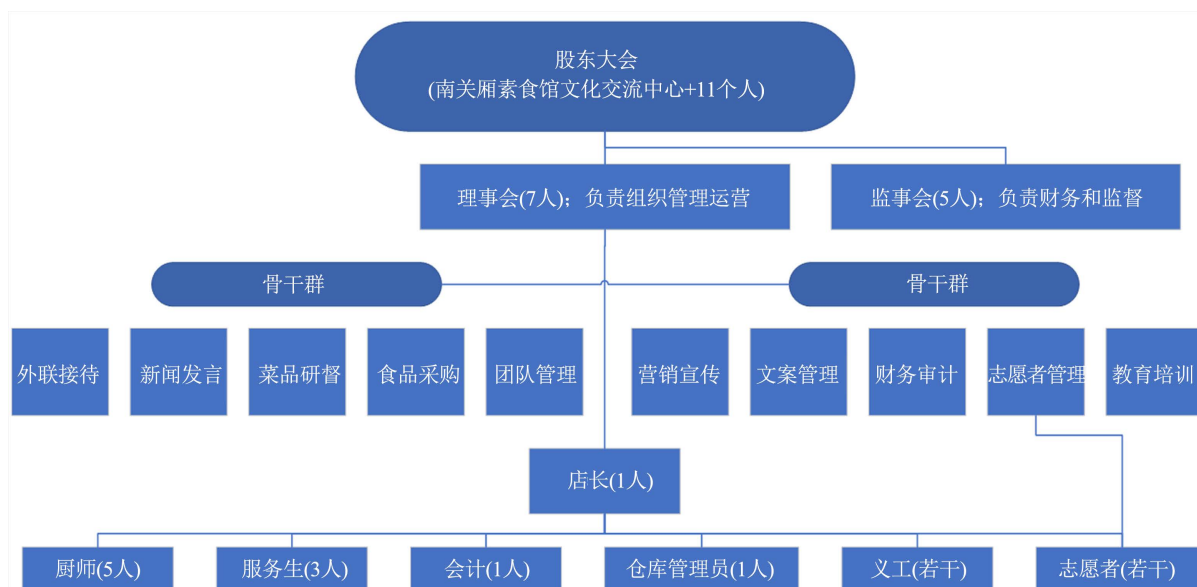 股东大会
(南关厢素食馆文化交流中心+11个人)
理事会(7人)；负责组织管理运营
监事会(5人)；负责财务和监督
骨干群
骨干群
外联接待
新闻发言
菜品研督
食品采购
团队管理
营销宣传
文案管理
财务审计
志愿者管理
教育培训
店长(1人)
厨师(5人)
服务生(3人)
会计(1人)
仓库管理员(1人)
义工(若干)
志愿者(若干)